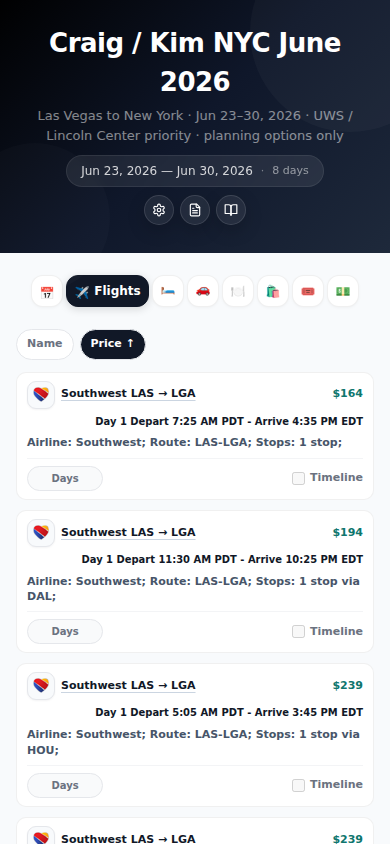 Craig / Kim NYC June
2026
Las Vegas to New York · Jun 23–30, 2026 · UWS /
Lincoln Center priority · planning options only
Jun 23, 2026 — Jun 30, 2026 · 8 days
Flights
Name
Price ↑
Southwest LAS → LGA $164
Day 1 Depart 7:25 AM PDT - Arrive 4:35 PM EDT
Airline: Southwest; Route: LAS-LGA; Stops: 1 stop;
Days Timeline
Southwest LAS → LGA $194
Day 1 Depart 11:30 AM PDT - Arrive 10:25 PM EDT
Airline: Southwest; Route: LAS-LGA; Stops: 1 stop via
DAL;
Days Timeline
Southwest LAS → LGA $239
Day 1 Depart 5:05 AM PDT - Arrive 3:45 PM EDT
Airline: Southwest; Route: LAS-LGA; Stops: 1 stop via
HOU;
Days Timeline
Southwest LAS → LGA $239